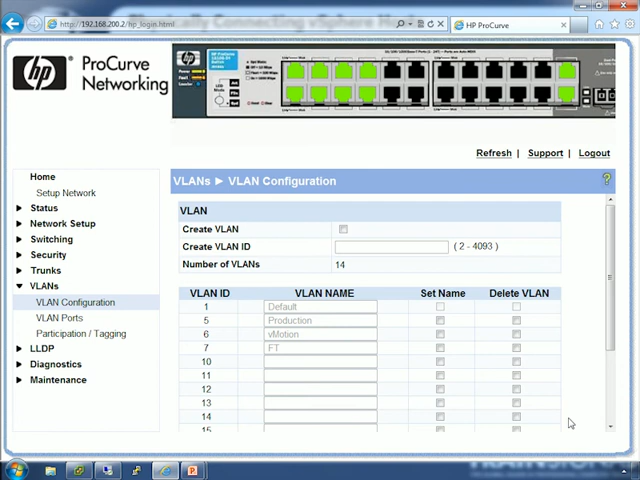 http://192.168.200.2/hp_login.html
HP ProCurve
hp
ProCurve
Networking
Refresh | Support | Logout
Home
Setup Network
Status
Network Setup
Switching
Security
Trunks
VLANs
VLAN Configuration
VLAN Ports
Participation / Tagging
LLDP
Diagnostics
Maintenance
VLANs ► VLAN Configuration
VLAN
Create VLAN
Create VLAN ID ( 2 - 4093 )
Number of VLANs 14
VLAN ID VLAN NAME Set Name Delete VLAN
1 Default
5 Production
6 vMotion
7 FT
10
11
12
13
14
15